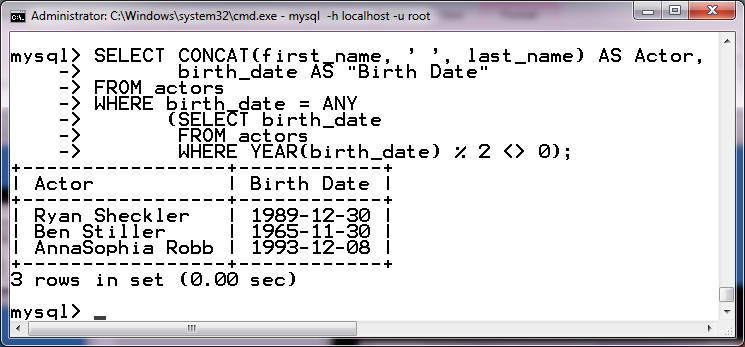 Administrator: C:\Windows\system32\cmd.exe - mysql  -h localhost -u root
mysql> SELECT CONCAT(first_name, ' ', last_name) AS Actor,
    ->        birth_date AS "Birth Date"
    -> FROM actors
    -> WHERE birth_date = ANY
    ->       (SELECT birth_date
    ->        FROM actors
    ->        WHERE YEAR(birth_date) % 2 <> 0);
+------------------+------------+
| Actor            | Birth Date |
+------------------+------------+
| Ryan Sheckler    | 1989-12-30 |
| Ben Stiller      | 1965-11-30 |
| AnnaSophia Robb  | 1993-12-08 |
+------------------+------------+
3 rows in set (0.00 sec)
mysql> _